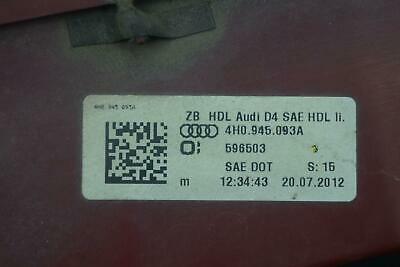 4H0 945 093A
ZB HDL Audi D4 SAE HDL li.
4H0.945.093A
596503
SAE DOT S: 15
m 12:34:43 20.07.2012